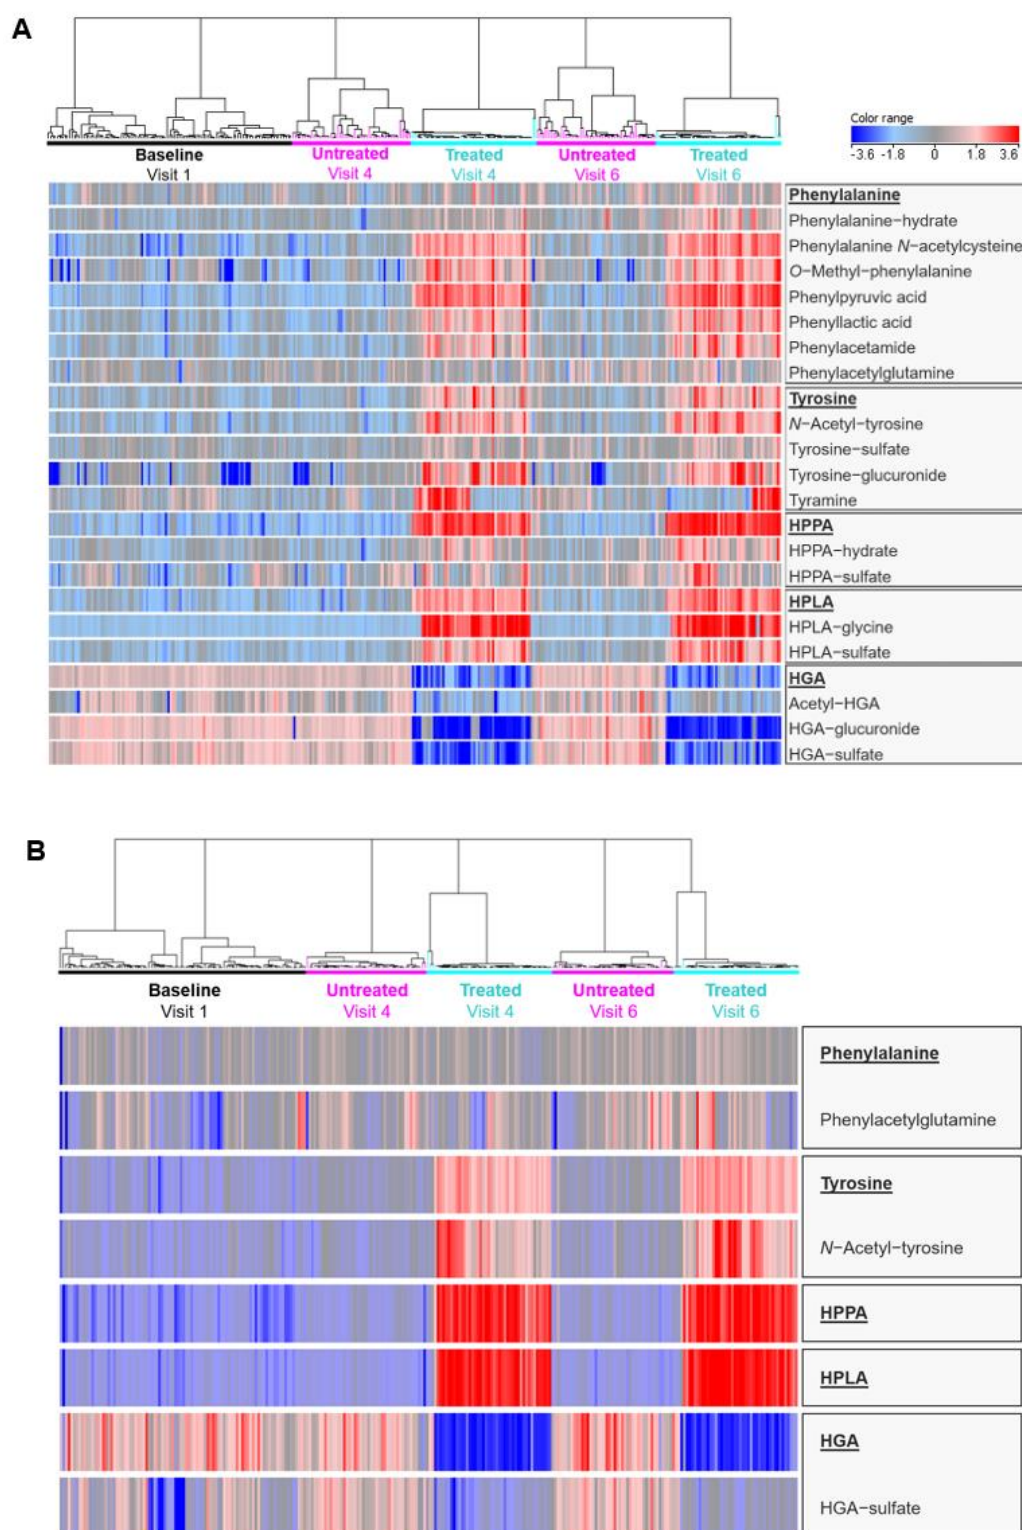 A
Color range
-3.6 -1.8 0 1.8 3.6
Baseline Untreated Treated Untreated Treated
Visit 1 Visit 4 Visit 4 Visit 6 Visit 6
Phenylalanine
Phenylalanine-hydrate
Phenylalanine N-acetylcysteine
O-Methyl-phenylalanine
Phenylpyruvic acid
Phenyllactic acid
Phenylacetamide
Phenylacetylglutamine
Tyrosine
N-Acetyl-tyrosine
Tyrosine-sulfate
Tyrosine-glucuronide
Tyramine
HPPA
HPPA-hydrate
HPPA-sulfate
HPLA
HPLA-glycine
HPLA-sulfate
HGA
Acetyl-HGA
HGA-glucuronide
HGA-sulfate
B
Baseline Untreated Treated Untreated Treated
Visit 1 Visit 4 Visit 4 Visit 6 Visit 6
Phenylalanine
Phenylacetylglutamine
Tyrosine
N-Acetyl-tyrosine
HPPA
HPLA
HGA
HGA-sulfate